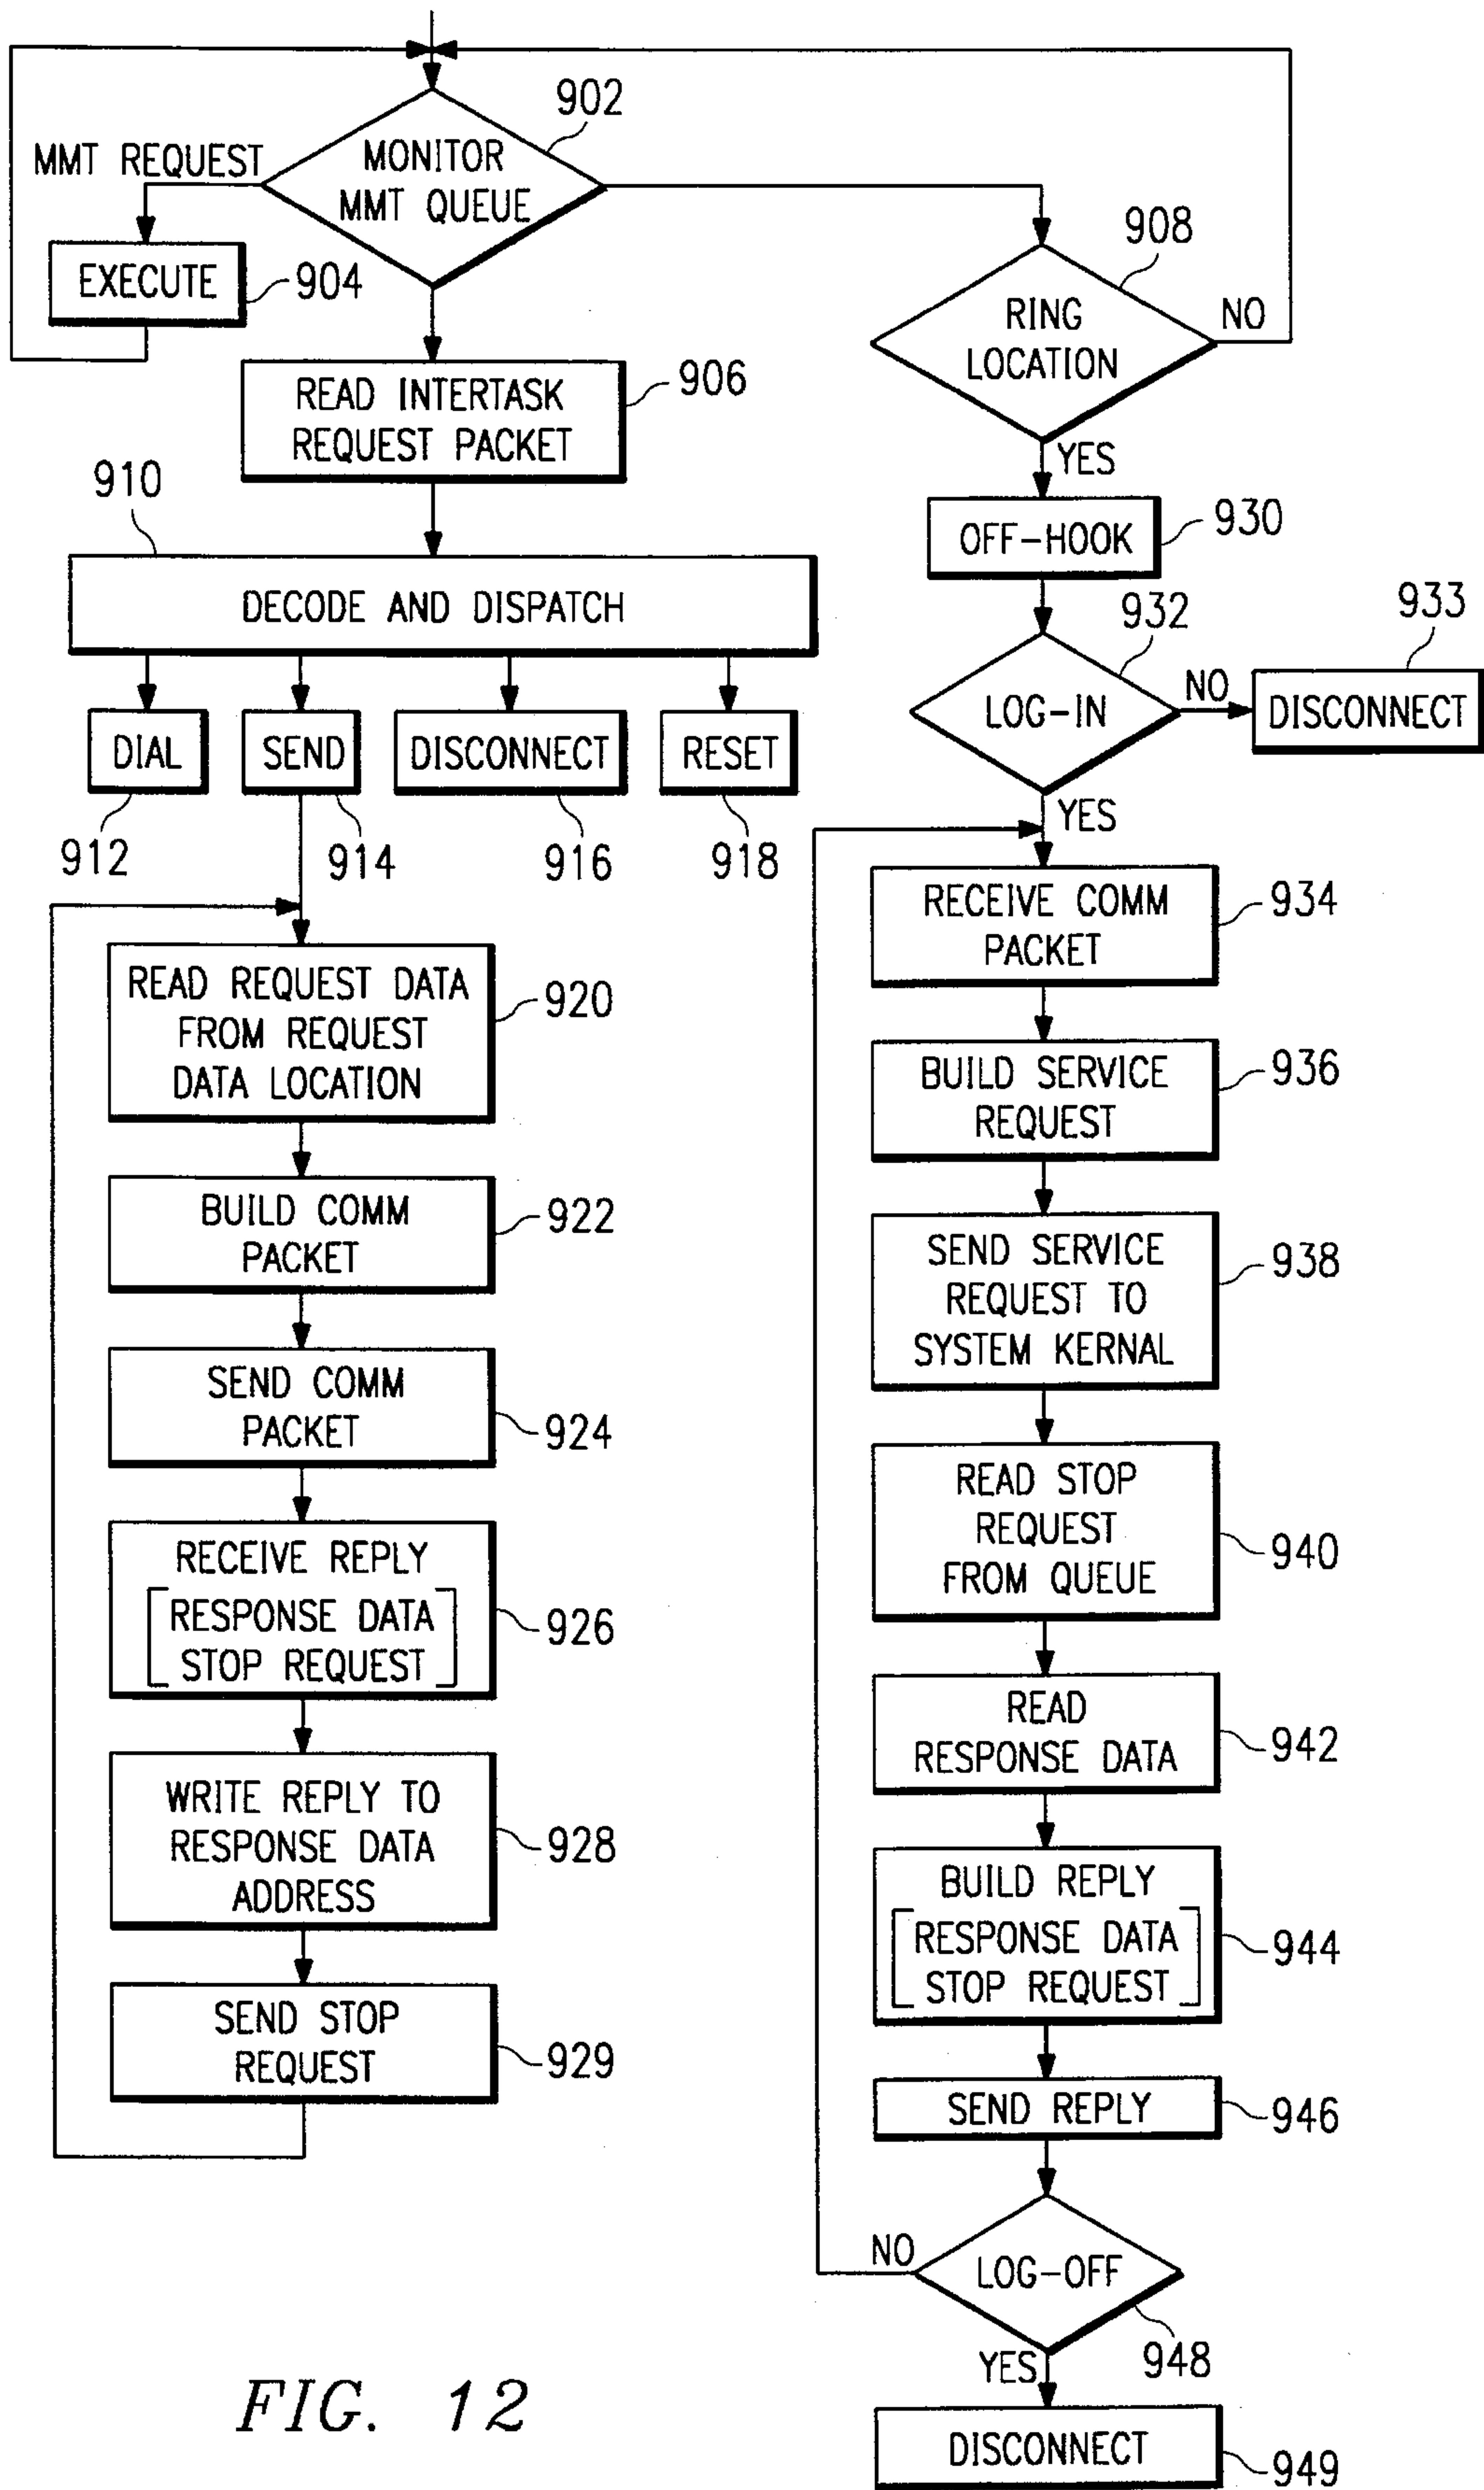 902
MONITOR
MMT QUEUE
MMT REQUEST
EXECUTE
904
READ INTERTASK
REQUEST PACKET
906
910
DECODE AND DISPATCH
DIAL
SEND
DISCONNECT
RESET
912
914
916
918
READ REQUEST DATA
FROM REQUEST
DATA LOCATION
920
BUILD COMM
PACKET
922
SEND COMM
PACKET
924
RECEIVE REPLY
RESPONSE DATA
STOP REQUEST
926
WRITE REPLY TO
RESPONSE DATA
ADDRESS
928
SEND STOP
REQUEST
929
908
RING
LOCATION
NO
YES
OFF-HOOK
930
932
LOG-IN
NO
933
DISCONNECT
YES
RECEIVE COMM
PACKET
934
BUILD SERVICE
REQUEST
936
SEND SERVICE
REQUEST TO
SYSTEM KERNAL
938
READ STOP
REQUEST
FROM QUEUE
940
READ
RESPONSE DATA
942
BUILD REPLY
[RESPONSE DATA
STOP REQUEST]
944
SEND REPLY
946
NO
LOG-OFF
948
YES
DISCONNECT
949
FIG. 12